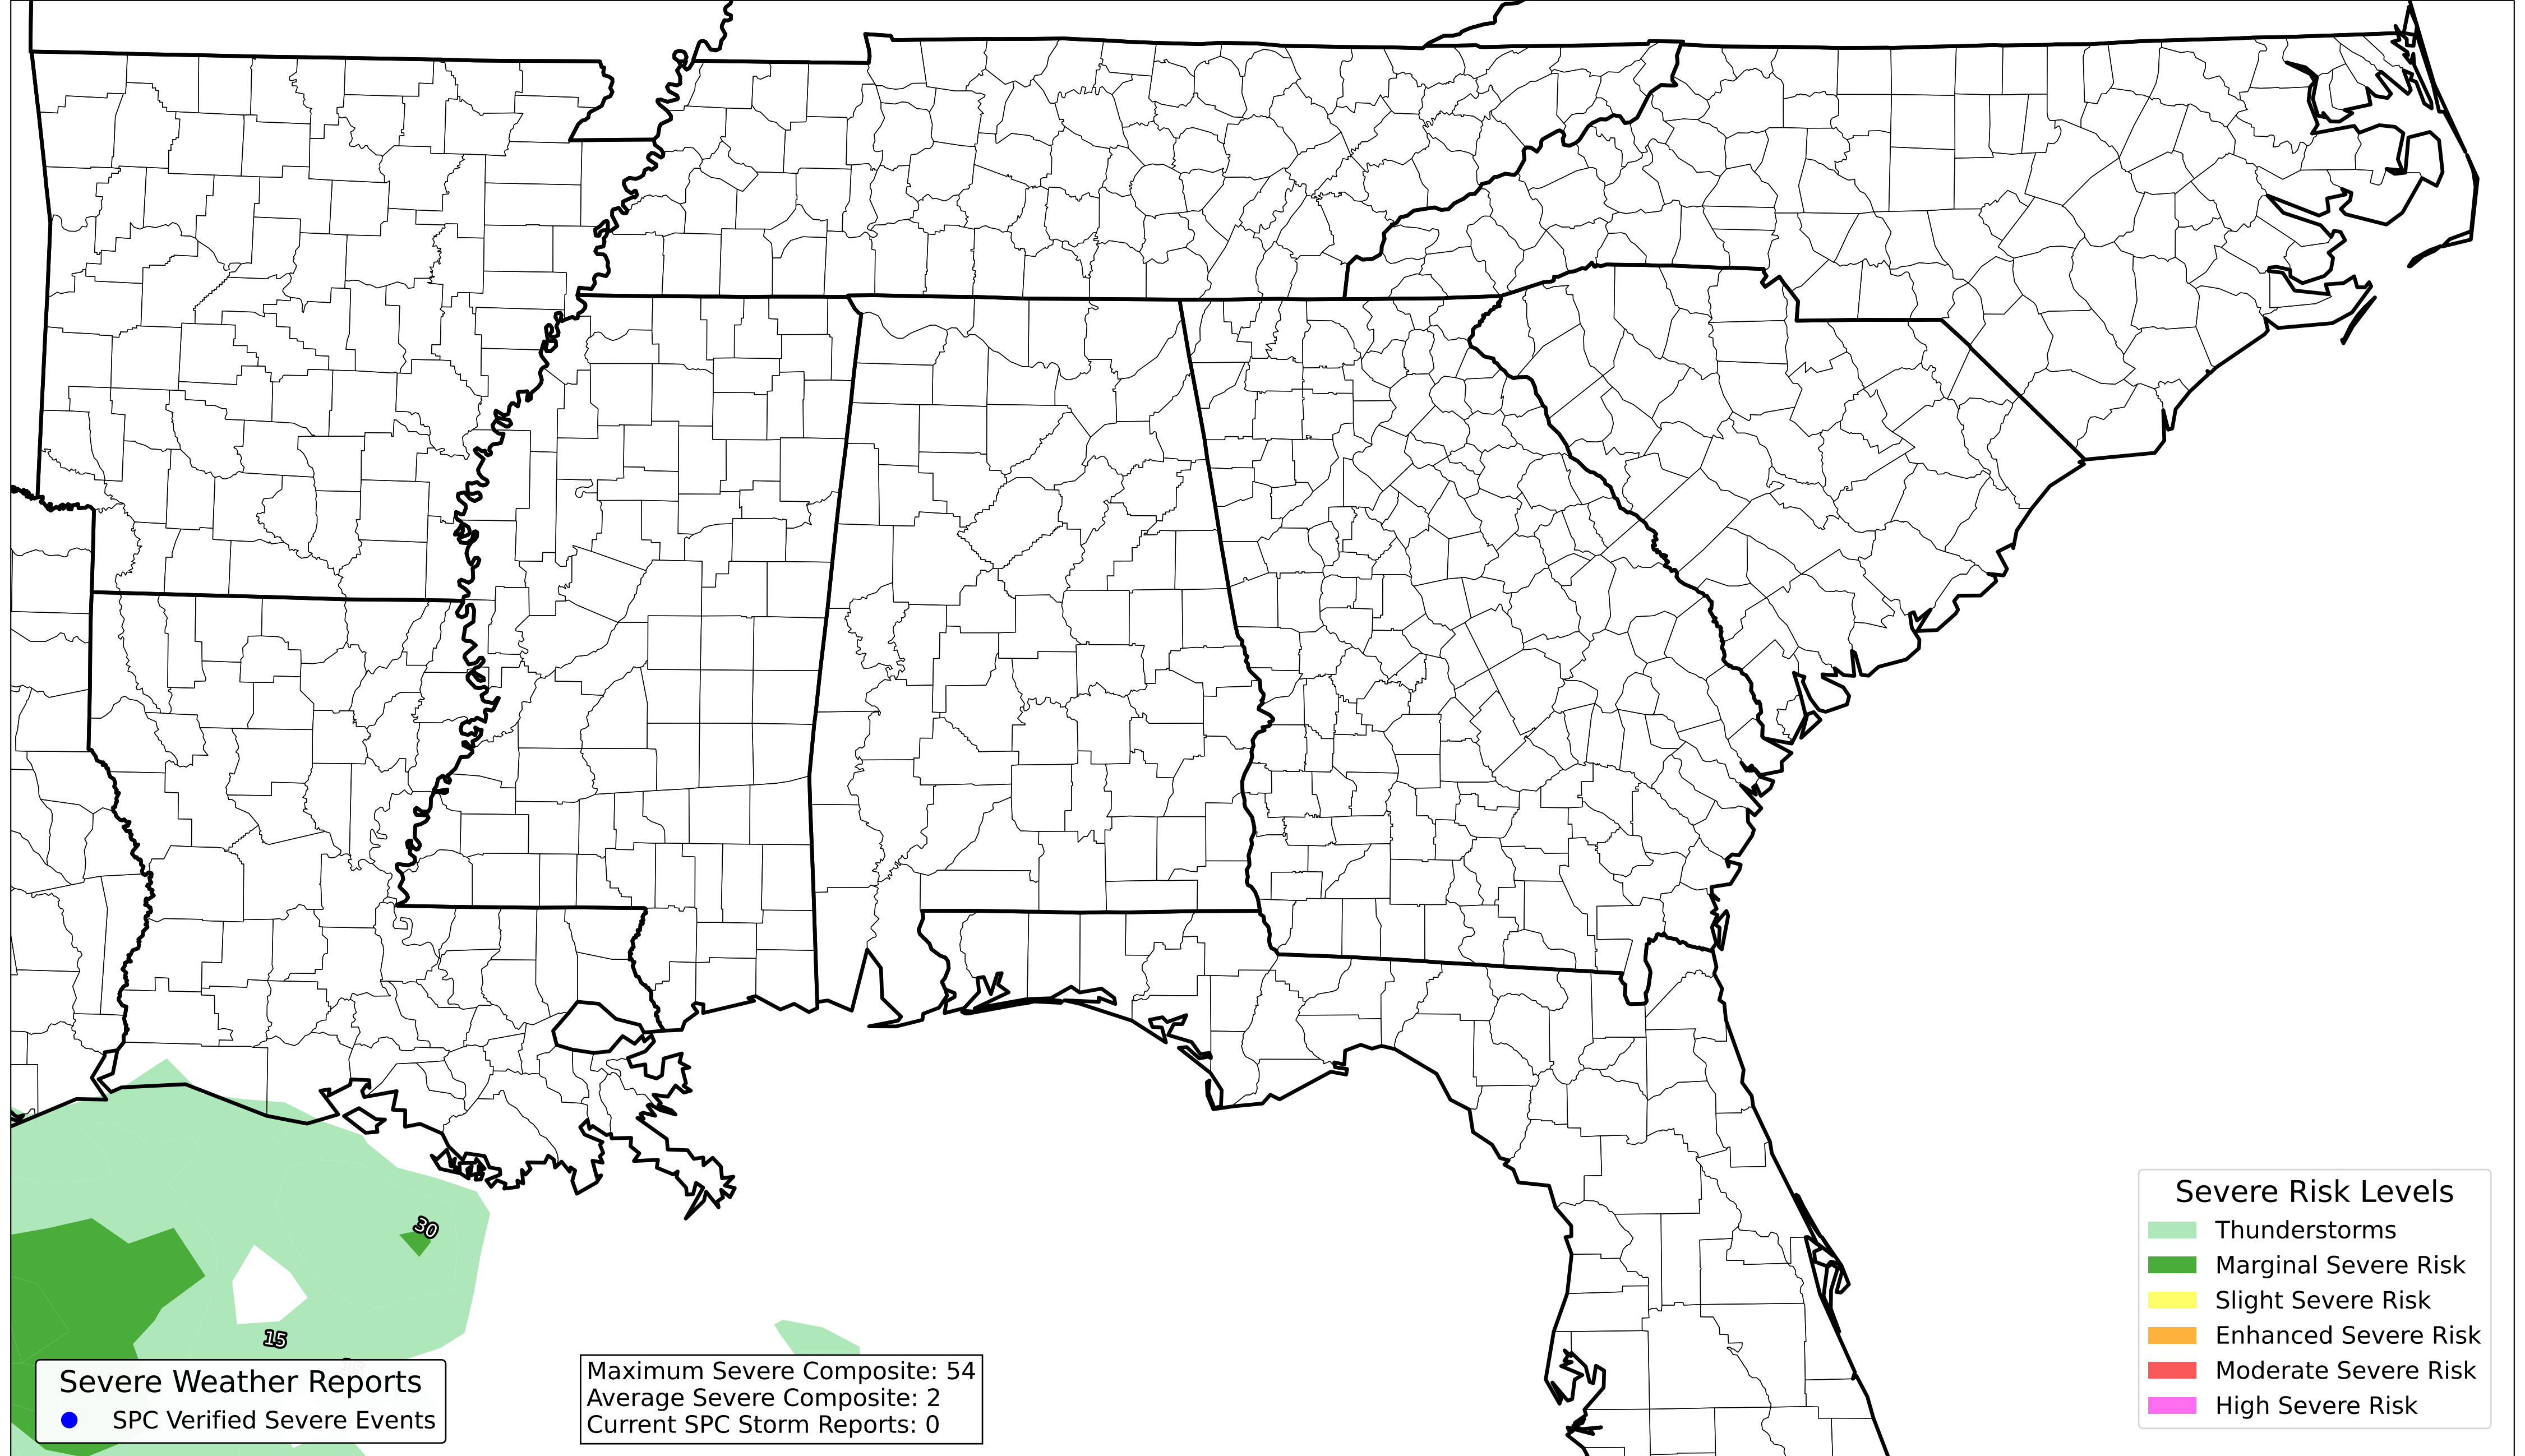 30
15
Severe Weather Reports
SPC Verified Severe Events
Maximum Severe Composite: 54
Average Severe Composite: 2
Current SPC Storm Reports: 0
Severe Risk Levels
Thunderstorms
Marginal Severe Risk
Slight Severe Risk
Enhanced Severe Risk
Moderate Severe Risk
High Severe Risk